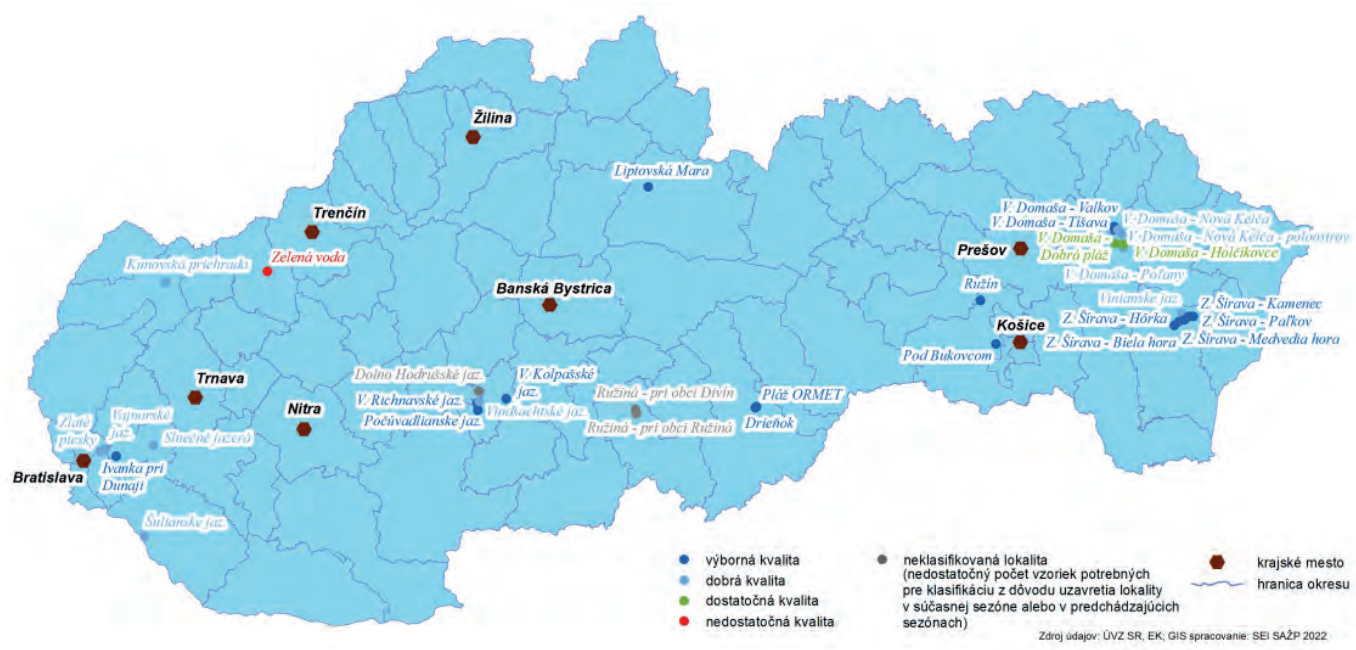 Žilina
Liptovská Mara
Trenčín
Zelená voda
Kunovská priehrada
V. Domaša - Valkov
V. Domaša - Tíšava
V. Domaša - Nová Kelča
V. Domaša - Nová Kelča - poloostrov
V. Domaša -
Dobrá pláž
V. Domaša - Holčíkovce
Prešov
V. Domaša - Poľany
Banská Bystrica
Ružín
Vinianske jaz.
Z. Šírava - Kamenec
Z. Šírava - Hôrka
Z. Šírava - Paľkov
Košice
Z. Šírava - Biela hora
Z. Šírava - Medvedia hora
Pod Bukovcom
Trnava
Dolno Hodrušské jaz.
V. Kolpašské
jaz.
V. Richnavské jaz.
Počúvadlianske jaz.
Vindšachtské jaz.
Ružiná - pri obci Divín
Ružiná - pri obci Ružiná
Pláž ORMET
Drieňok
Nitra
Zlaté
piesky
Vajnorské
jaz.
Slnečné jazerá
Bratislava
Ivanka pri
Dunaji
Šulianske jaz.
výborná kvalita
dobrá kvalita
dostatočná kvalita
nedostatočná kvalita
neklasifikovaná lokalita
(nedostatočný počet vzoriek potrebných
pre klasifikáciu z dôvodu uzavretia lokality
v súčasnej sezóne alebo v predchádzajúcich
sezónach)
krajské mesto
hranica okresu
Zdroj údajov: ÚVZ SR, EK; GIS spracovanie: SEI SAŽP 2022